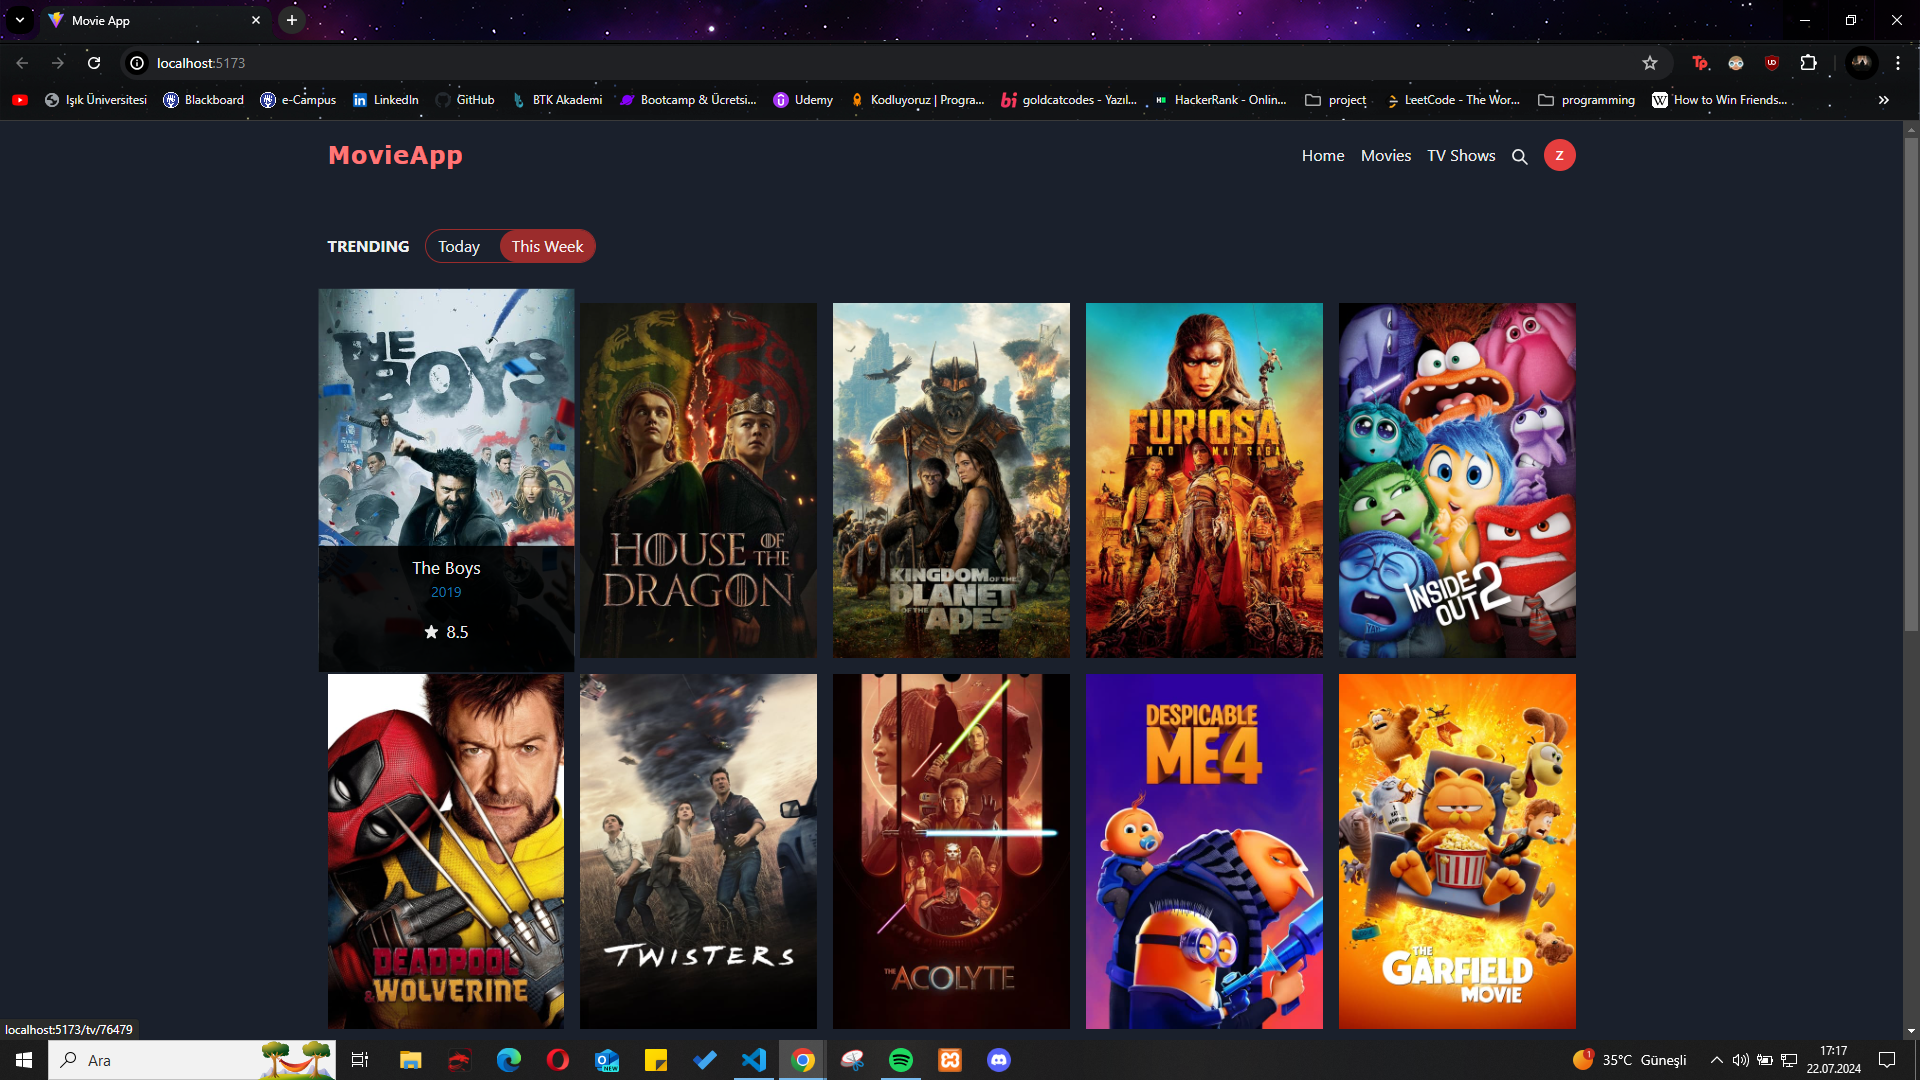 Movie App
localhost:5173
Işık Üniversitesi
Blackboard
e-Campus
LinkedIn
GitHub
BTK Akademi
Bootcamp & Ücretsi...
Udemy
Kodluyoruz | Progra...
goldcatcodes - Yazıl...
HackerRank - Onlin...
project
LeetCode - The Wor...
programming
How to Win Friends...
MovieApp
Home
Movies
TV Shows
Z
TRENDING
Today
This Week
THE
BOYS
The Boys
2019
8.5
HOUSE OF THE
DRAGON
KINGDOM OF THE
PLANET
OF THE APES
FURIOSA
A MAD MAX SAGA
INSIDE
OUT 2
DEADPOOL
& WOLVERINE
TWISTERS
THE ACOLYTE
DESPICABLE
ME 4
THE
GARFIELD
MOVIE
localhost:5173/tv/76479
Ara
35°C Güneşli
17:17
22.07.2024